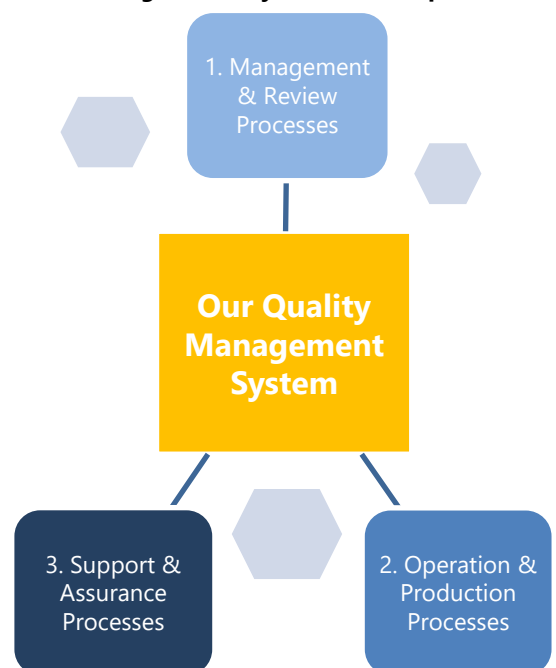 1. Management
& Review
Processes
Our Quality
Management
System
3. Support &
Assurance
Processes
2. Operation &
Production
Processes